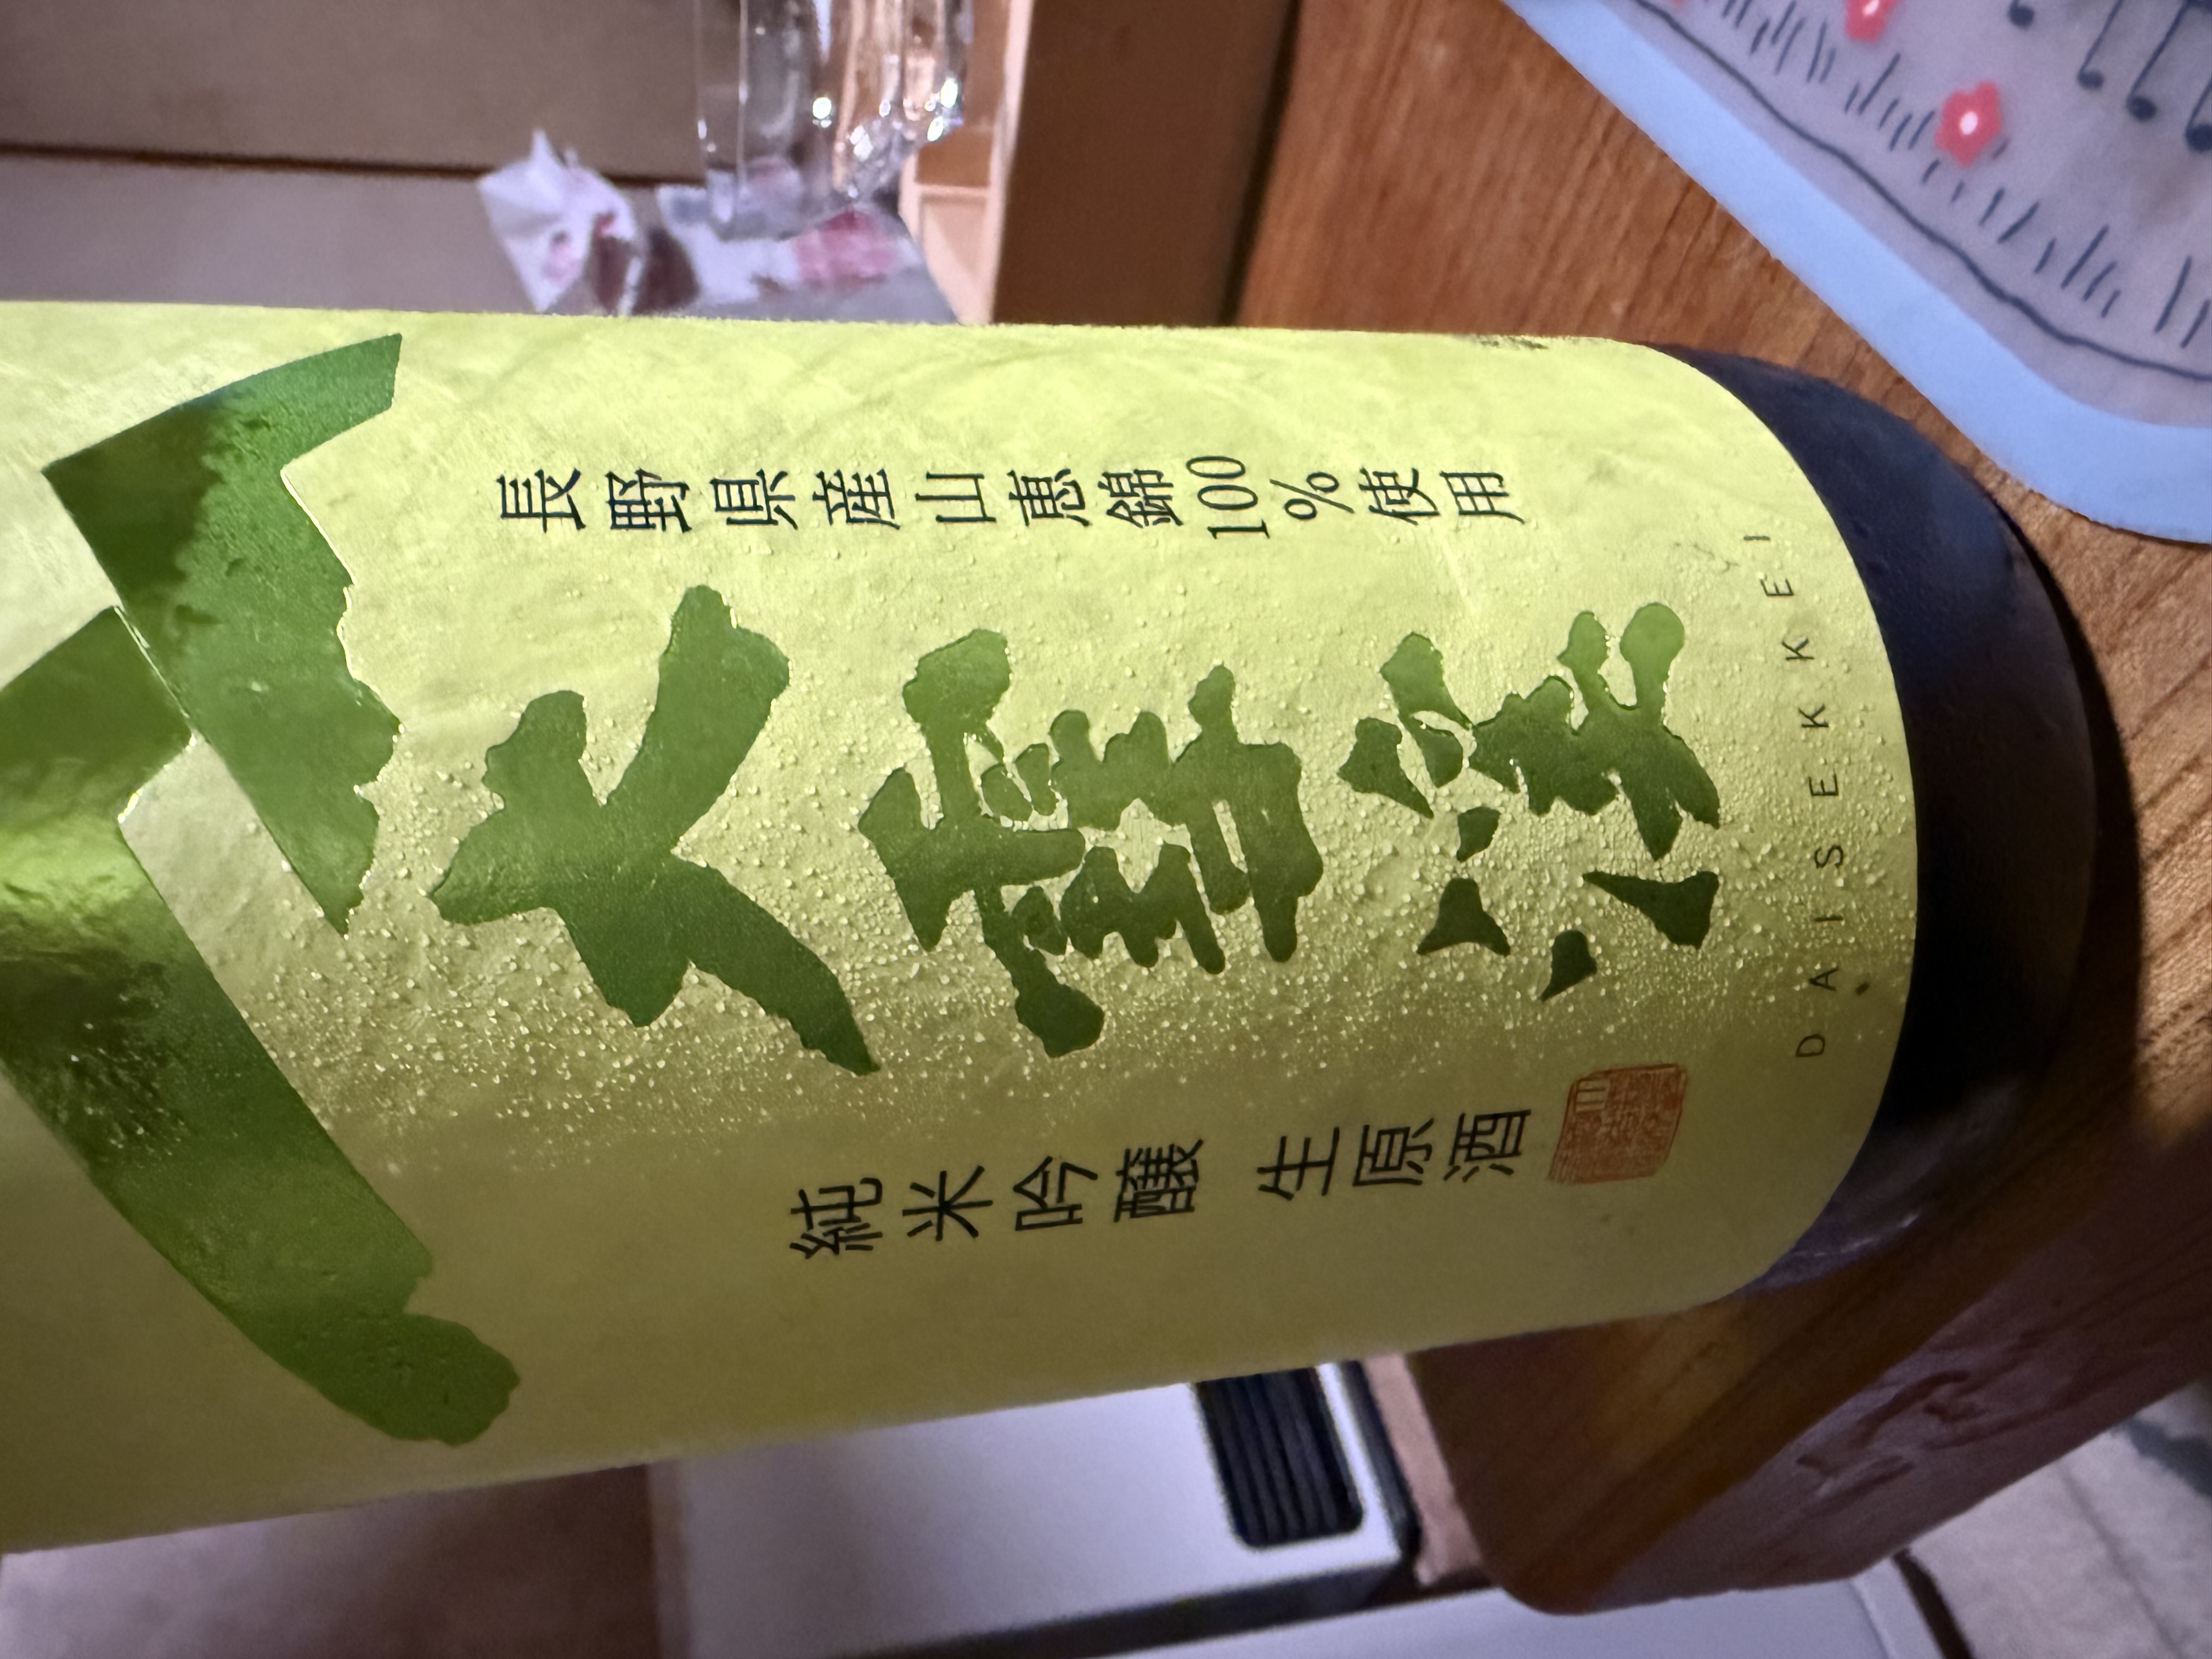 長野県産山恵錦100%使用
大雪渓
純米吟醸 生原酒
DAISEKKEI